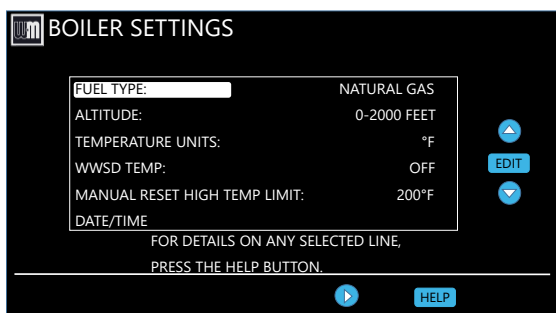 wm BOILER SETTINGS
FUEL TYPE: NATURAL GAS
ALTITUDE: 0-2000 FEET
TEMPERATURE UNITS: °F
WWSD TEMP: OFF
EDIT
MANUAL RESET HIGH TEMP LIMIT: 200°F
DATE/TIME
FOR DETAILS ON ANY SELECTED LINE,
PRESS THE HELP BUTTON.
HELP